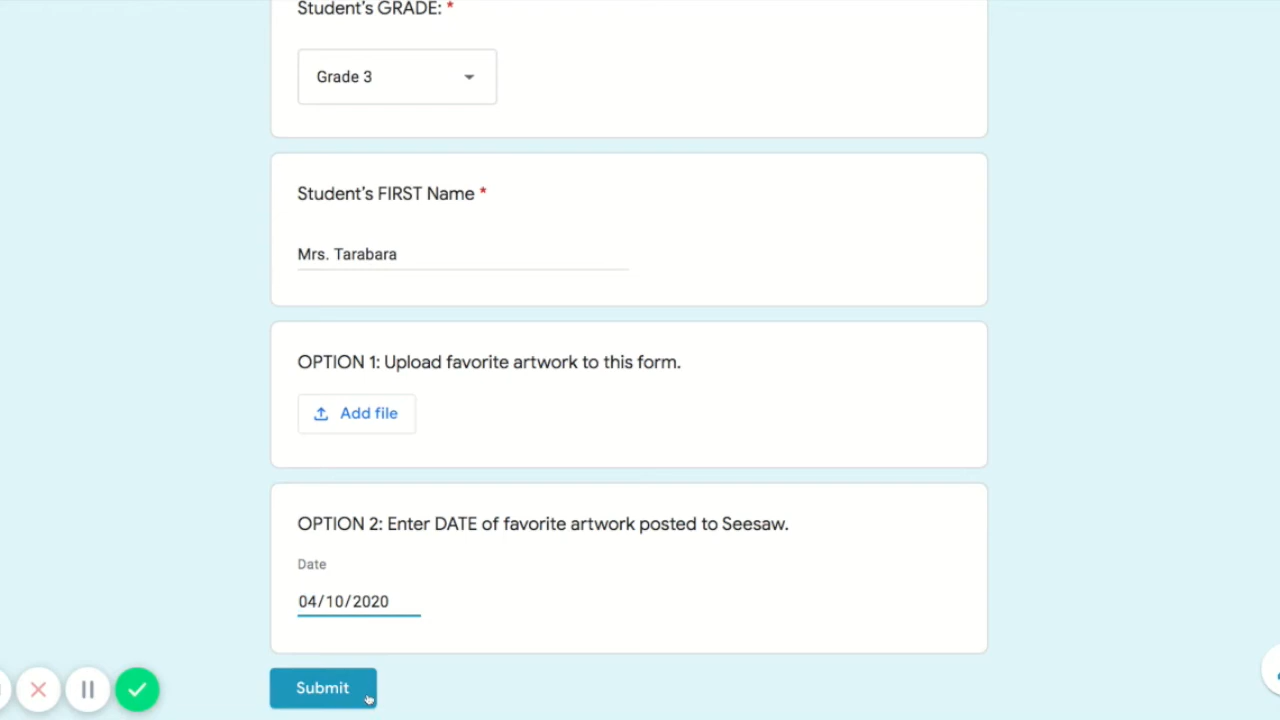 Student’s GRADE: *
Grade 3
Student’s FIRST Name *
Mrs. Tarabara
OPTION 1: Upload favorite artwork to this form.
Add file
OPTION 2: Enter DATE of favorite artwork posted to Seesaw.
Date
04/10/2020
Submit